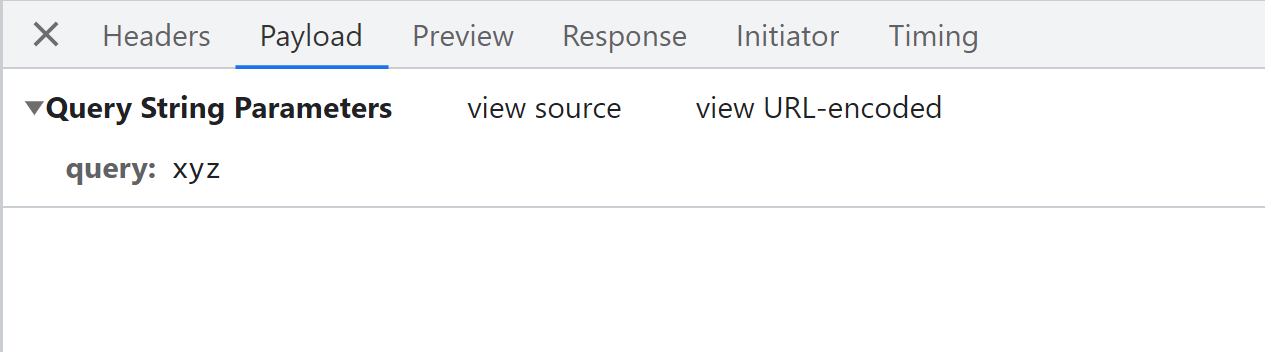 Headers Payload Preview Response Initiator Timing
Query String Parameters view source view URL-encoded
query: xyz